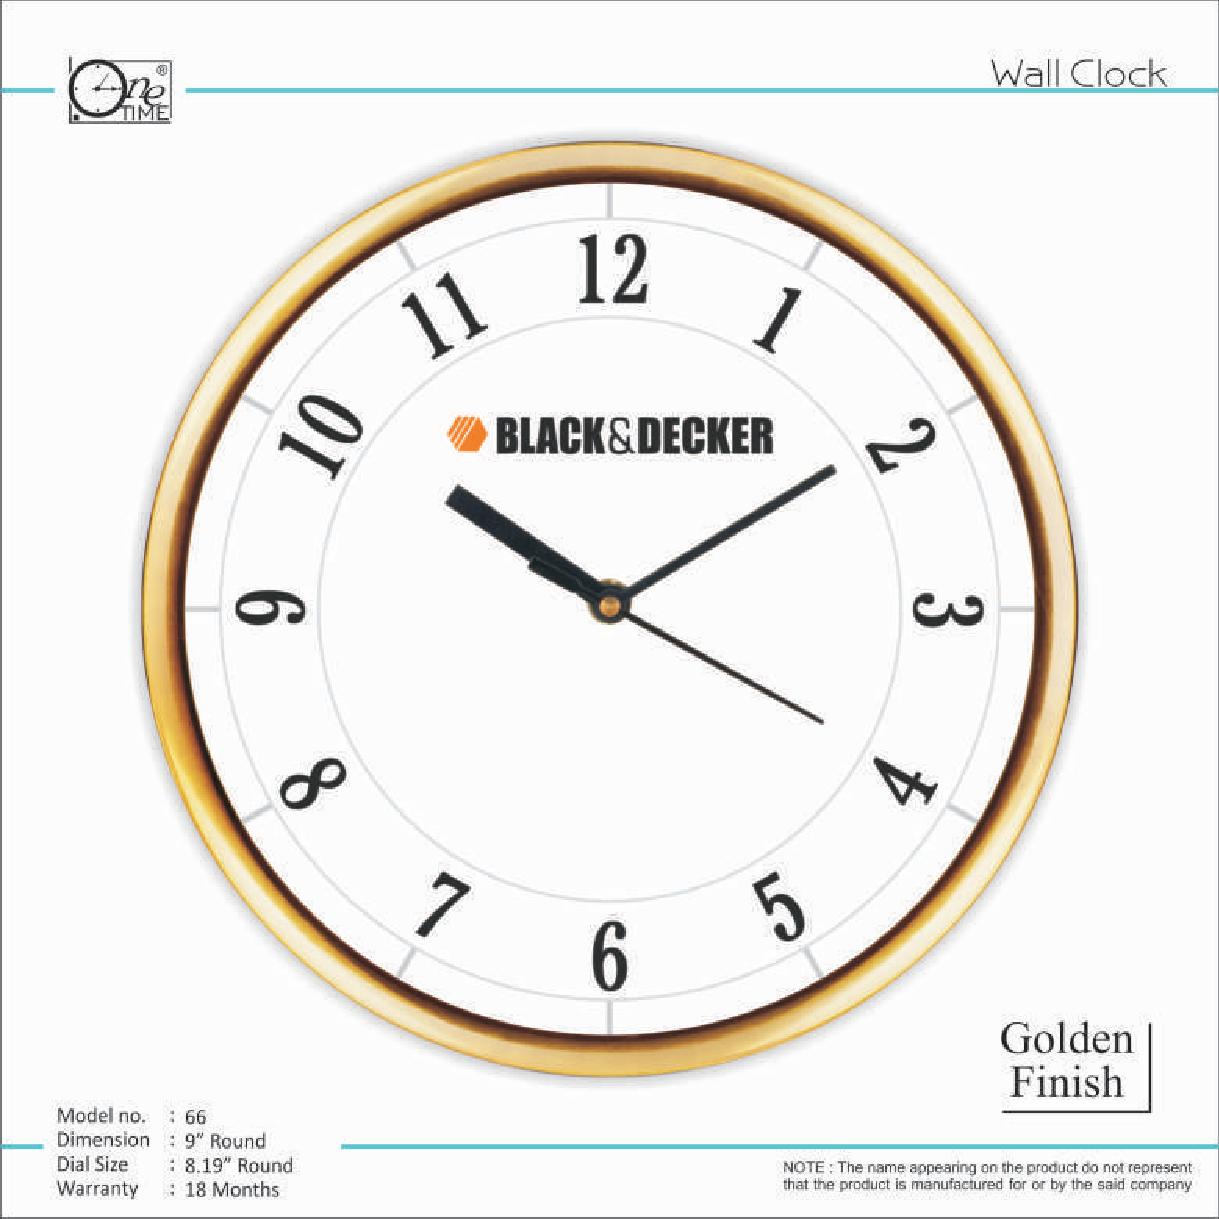 One
TIME
®
Wall Clock
12
11
1
10
2
BLACK&DECKER
9
3
8
4
7
5
6
Golden
Finish
Model no. : 66
Dimension : 9” Round
Dial Size : 8.19” Round
Warranty : 18 Months
NOTE : The name appearing on the product do not represent
that the product is manufactured for or by the said company